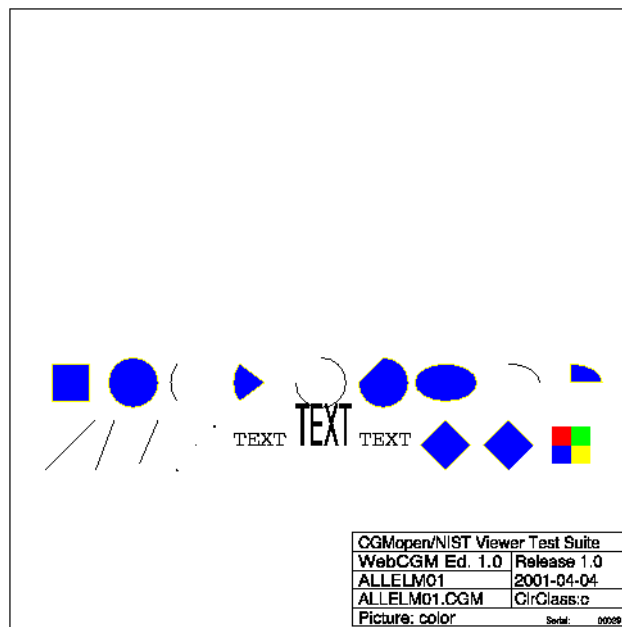 TEXT TEXT TEXT
CGMopen/NIST Viewer Test Suite
WebCGM Ed. 1.0 Release 1.0
ALLELM01 2001-04-04
ALLELM01.CGM ClrClass:c
Picture: color Serial: 00029